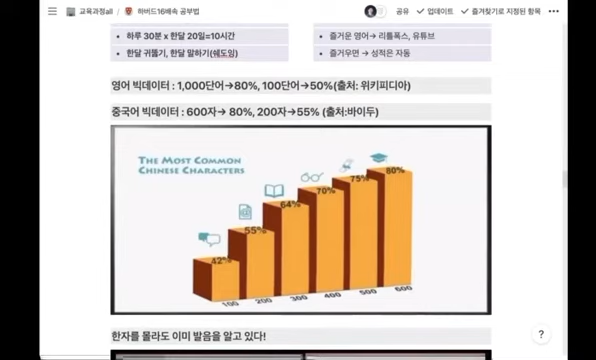 교육과정all / 하버드16배속 공부법
공유 업데이트 즐겨찾기로 지정된 항목
• 하루 30분 x 한달 20일=10시간
• 한달 귀뚫기, 한달 말하기(쉐도잉)
• 즐거운 영어→ 리틀폭스, 유튜브
• 즐거우면 → 성적은 자동
영어 빅데이터 : 1,000단어→80%, 100단어→50%(출처: 위키피디아)
중국어 빅데이터 : 600자→ 80%, 200자→55% (출처:바이두)
THE MOST COMMON
CHINESE CHARACTERS
42% 55% 64% 70% 75% 80%
100 200 300 400 500 600
한자를 몰라도 이미 발음을 알고 있다!
?